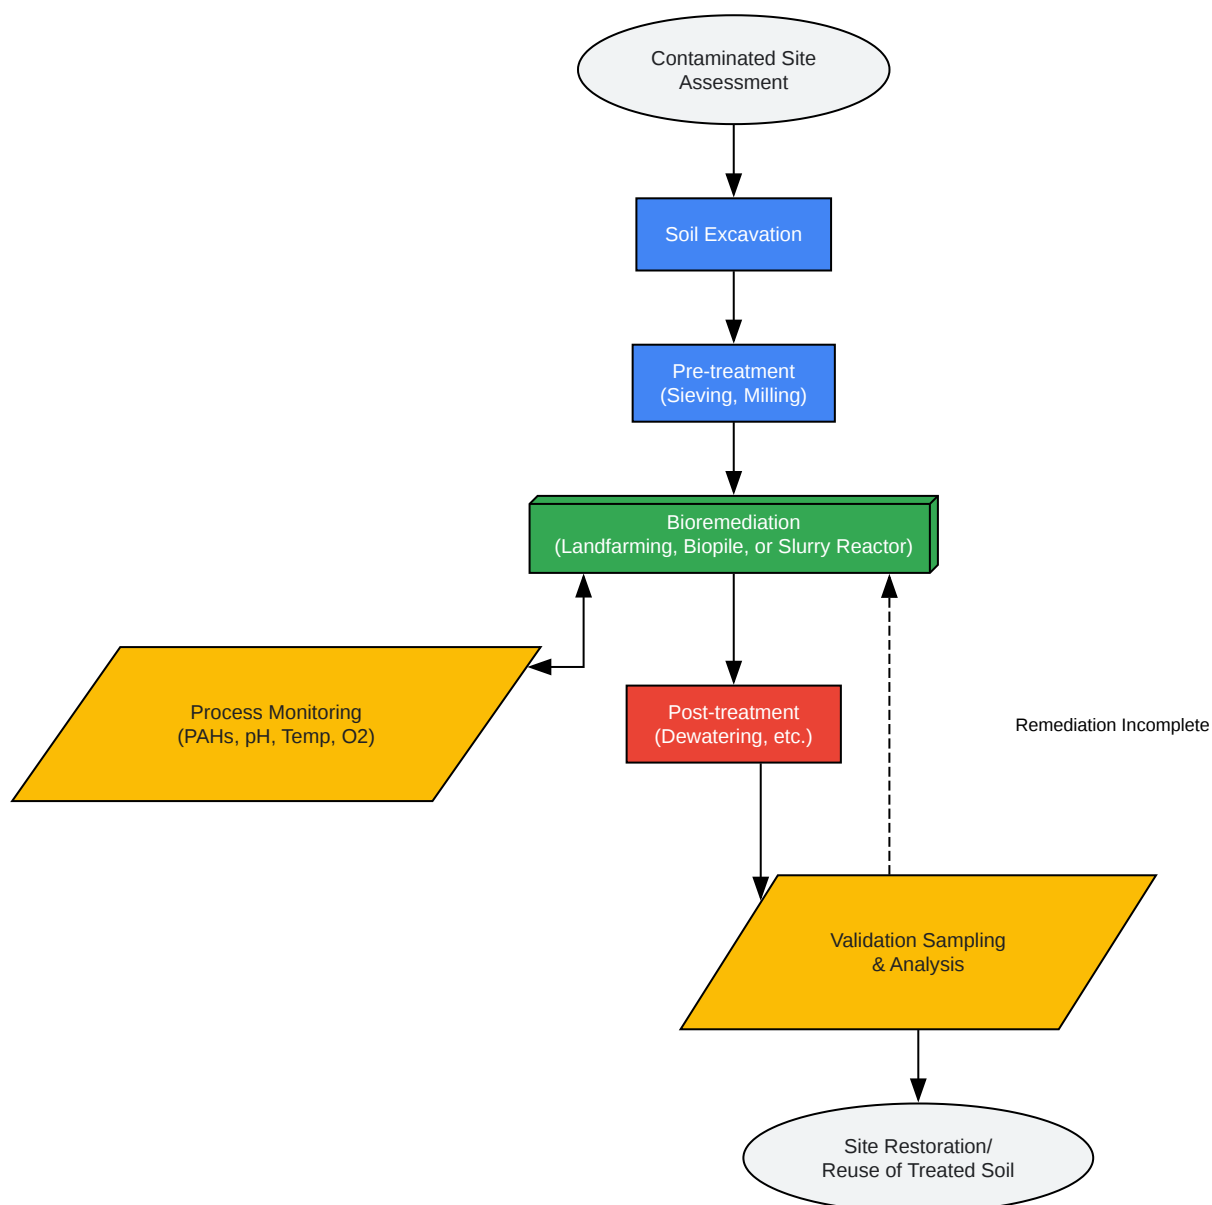 Contaminated Site
Assessment
Soil Excavation
Pre-treatment
(Sieving, Milling)
Bioremediation
(Landfarming, Biopile, or Slurry Reactor)
Process Monitoring
(PAHs, pH, Temp, O2)
Post-treatment
(Dewatering, etc.)
Remediation Incomplete
Validation Sampling
& Analysis
Site Restoration/
Reuse of Treated Soil